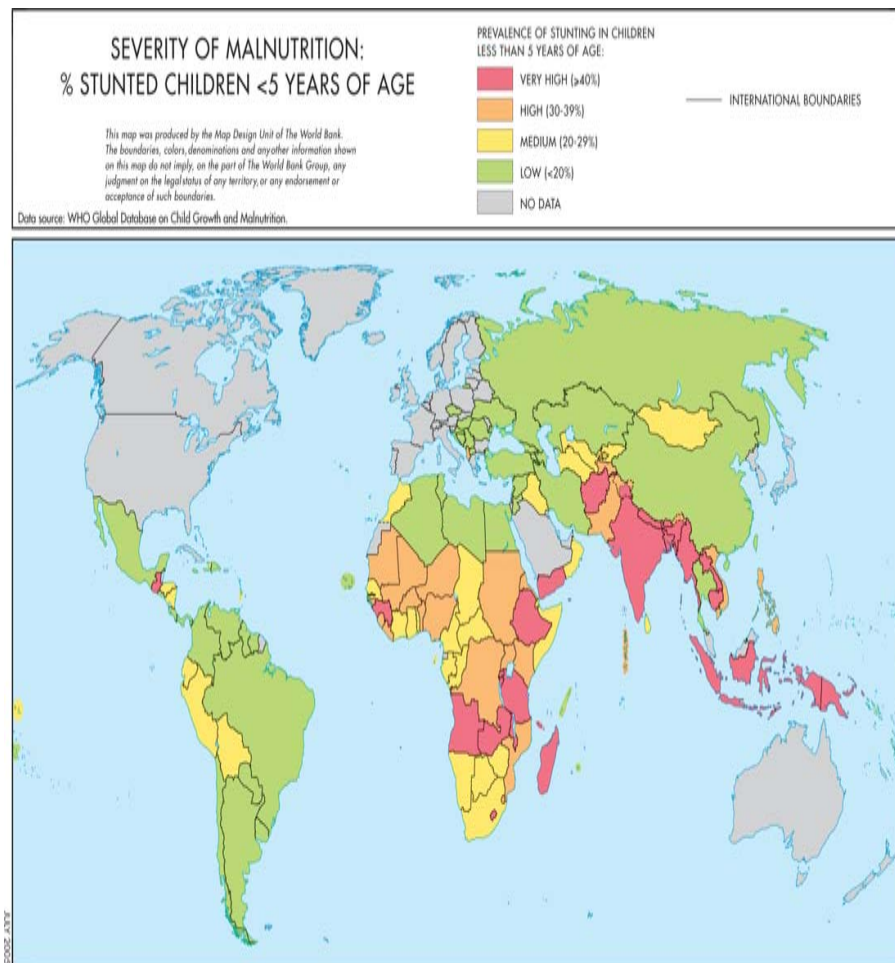 SEVERITY OF MALNUTRITION:
% STUNTED CHILDREN <5 YEARS OF AGE
This map was produced by the Map Design Unit of The World Bank.
The boundaries, colors, denominations and any other information shown
on this map do not imply, on the part of The World Bank Group, any
judgment on the legal status of any territory, or any endorsement or
acceptance of such boundaries.
Data source: WHO Global Database on Child Growth and Malnutrition.
PREVALENCE OF STUNTING IN CHILDREN
LESS THAN 5 YEARS OF AGE:
VERY HIGH (≥40%)
HIGH (30-39%)
MEDIUM (20-29%)
LOW (<20%)
NO DATA
INTERNATIONAL BOUNDARIES
JULY